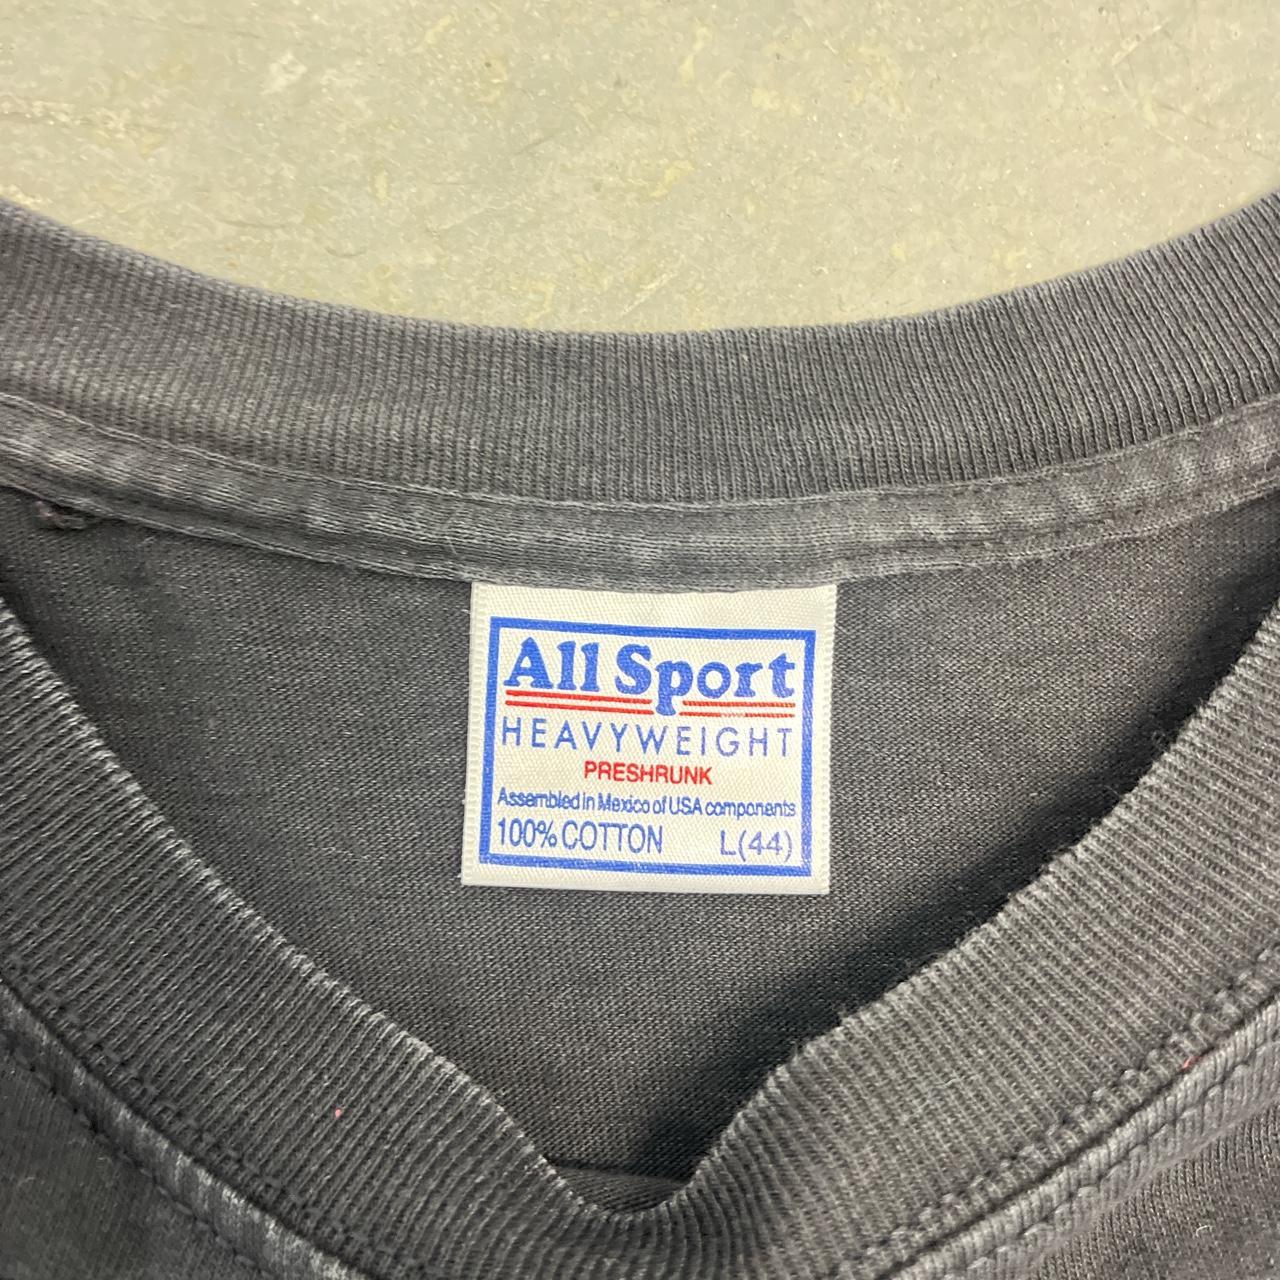 All Sport
HEAVYWEIGHT
PRESHRUNK
Assembled in Mexico of USA components
100% COTTON L(44)